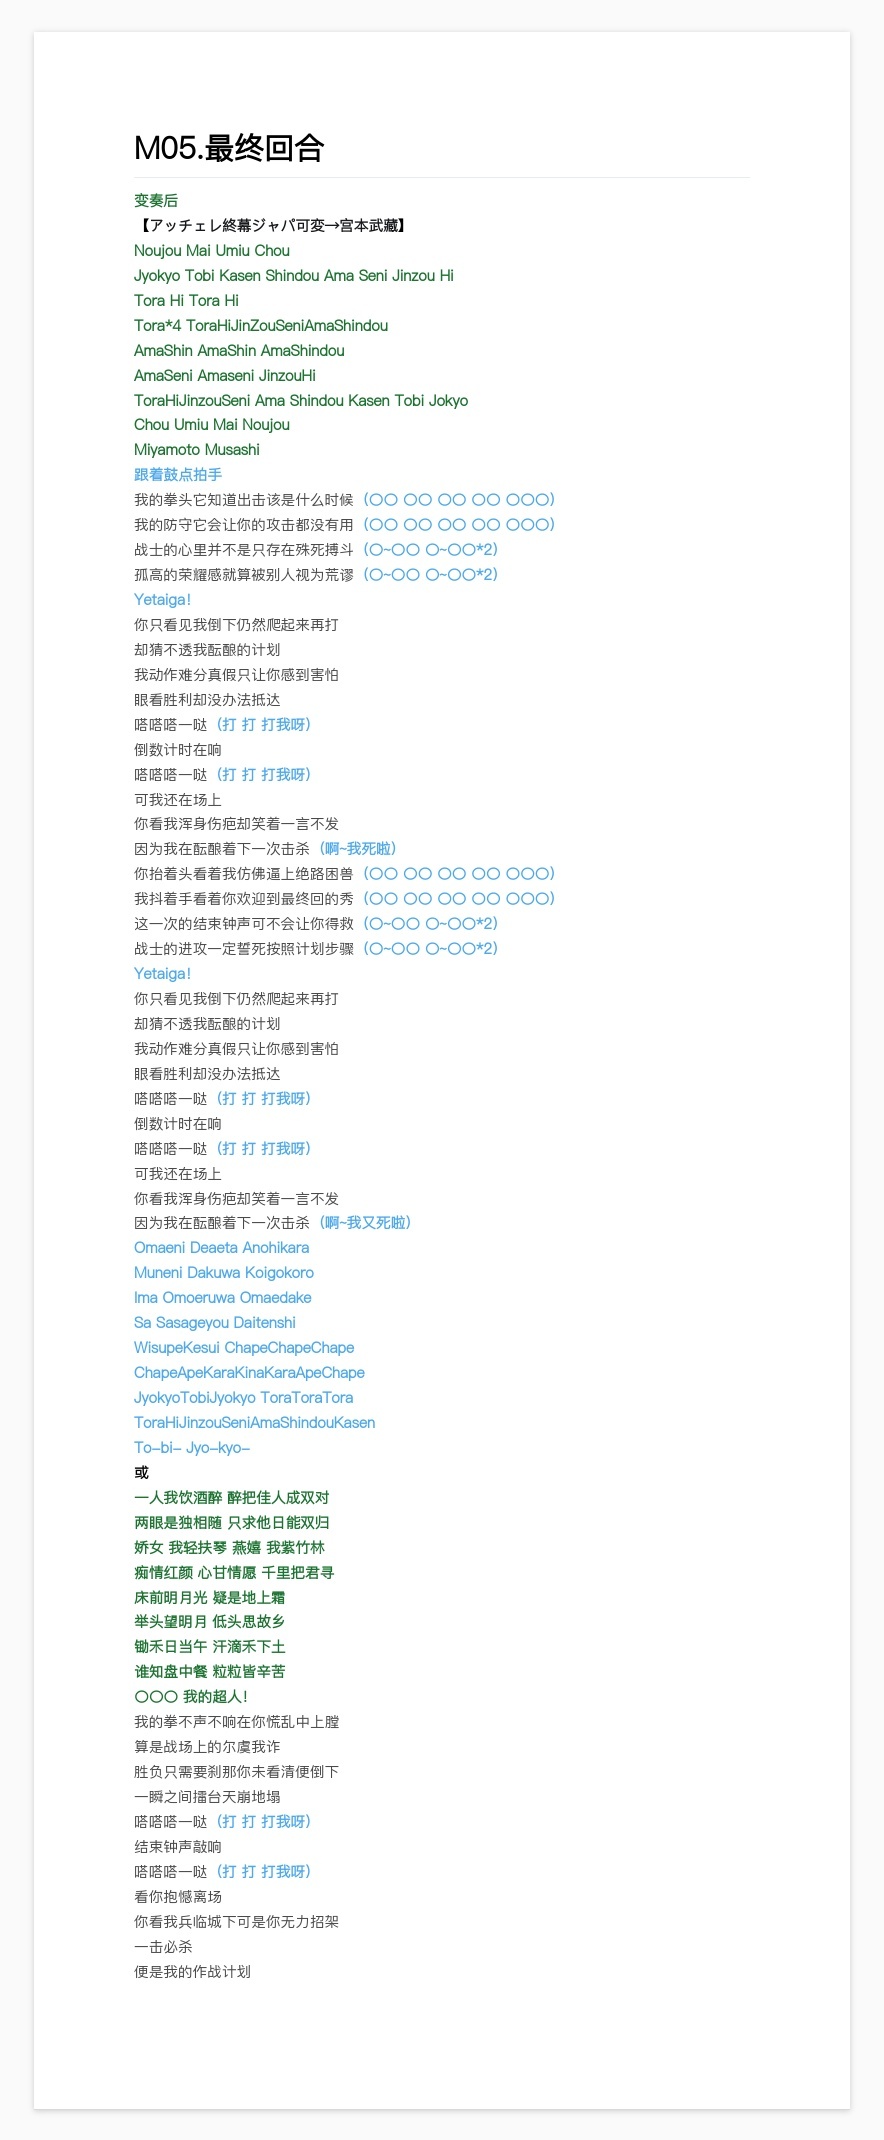 M05.最终回合
变奏后
【アッチェレ終幕ジャパ可変→宫本武藏】
Noujou Mai Umiu Chou
Jyokyo Tobi Kasen Shindou Ama Seni Jinzou Hi
Tora Hi Tora Hi
Tora*4 ToraHiJinZouSeniAmaShindou
AmaShin AmaShin AmaShindou
AmaSeni Amaseni JinzouHi
ToraHiJinzouSeni Ama Shindou Kasen Tobi Jokyo
Chou Umiu Mai Noujou
Miyamoto Musashi
跟着鼓点拍手
我的拳头它知道出击该是什么时候（〇〇 〇〇 〇〇 〇〇 〇〇〇）
我的防守它会让你的攻击都没有用（〇〇 〇〇 〇〇 〇〇 〇〇〇）
战士的心里并不是只存在殊死搏斗（〇~〇〇 〇~〇〇*2）
孤高的荣耀感就算被别人视为荒谬（〇~〇〇 〇~〇〇*2）
Yetaiga!
你只看见我倒下仍然爬起来再打
却猜不透我酝酿的计划
我动作难分真假只让你感到害怕
眼看胜利却没办法抵达
嗒嗒嗒一哒（打 打 打我呀）
倒数计时在响
嗒嗒嗒一哒（打 打 打我呀）
可我还在场上
你看我浑身伤疤却笑着一言不发
因为我在酝酿着下一次击杀（啊~我死啦）
你抬着头看着我仿佛逼上绝路困兽（〇〇 〇〇 〇〇 〇〇 〇〇〇）
我抖着手看着你欢迎到最终回的秀（〇〇 〇〇 〇〇 〇〇 〇〇〇）
这一次的结束钟声可不会让你得救（〇~〇〇 〇~〇〇*2）
战士的进攻一定誓死按照计划步骤（〇~〇〇 〇~〇〇*2）
Yetaiga!
你只看见我倒下仍然爬起来再打
却猜不透我酝酿的计划
我动作难分真假只让你感到害怕
眼看胜利却没办法抵达
嗒嗒嗒一哒（打 打 打我呀）
倒数计时在响
嗒嗒嗒一哒（打 打 打我呀）
可我还在场上
你看我浑身伤疤却笑着一言不发
因为我在酝酿着下一次击杀（啊~我又死啦）
Omaeni Deaeta Anohikara
Muneni Dakuwa Koigokoro
Ima Omoeruwa Omaedake
Sa Sasageyou Daitenshi
WisupeKesui ChapeChapeChape
ChapeApeKaraKinaKaraApeChape
JyokyoTobiJyokyo ToraToraTora
ToraHiJinzouSeniAmaShindouKasen
To-bi- Jyo-kyo-
或
一人我饮酒醉 醉把佳人成双对
两眼是独相随 只求他日能双归
娇女 我轻扶琴 燕嬉 我紫竹林
痴情红颜 心甘情愿 千里把君寻
床前明月光 疑是地上霜
举头望明月 低头思故乡
锄禾日当午 汗滴禾下土
谁知盘中餐 粒粒皆辛苦
〇〇〇 我的超人！
我的拳不声不响在你慌乱中上膛
算是战场上的尔虞我诈
胜负只需要刹那你未看清便倒下
一瞬之间擂台天崩地塌
嗒嗒嗒一哒（打 打 打我呀）
结束钟声敲响
嗒嗒嗒一哒（打 打 打我呀）
看你抱憾离场
你看我兵临城下可是你无力招架
一击必杀
便是我的作战计划